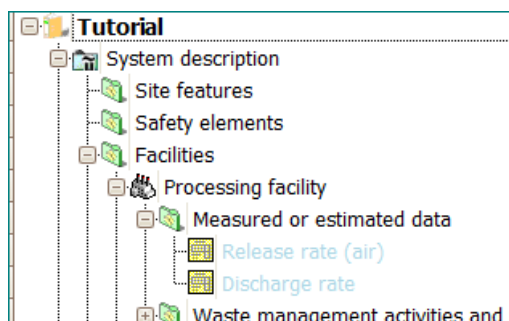 Tutorial
System description
Site features
Safety elements
Facilities
Processing facility
Measured or estimated data
Release rate (air)
Discharge rate
Waste management activities and